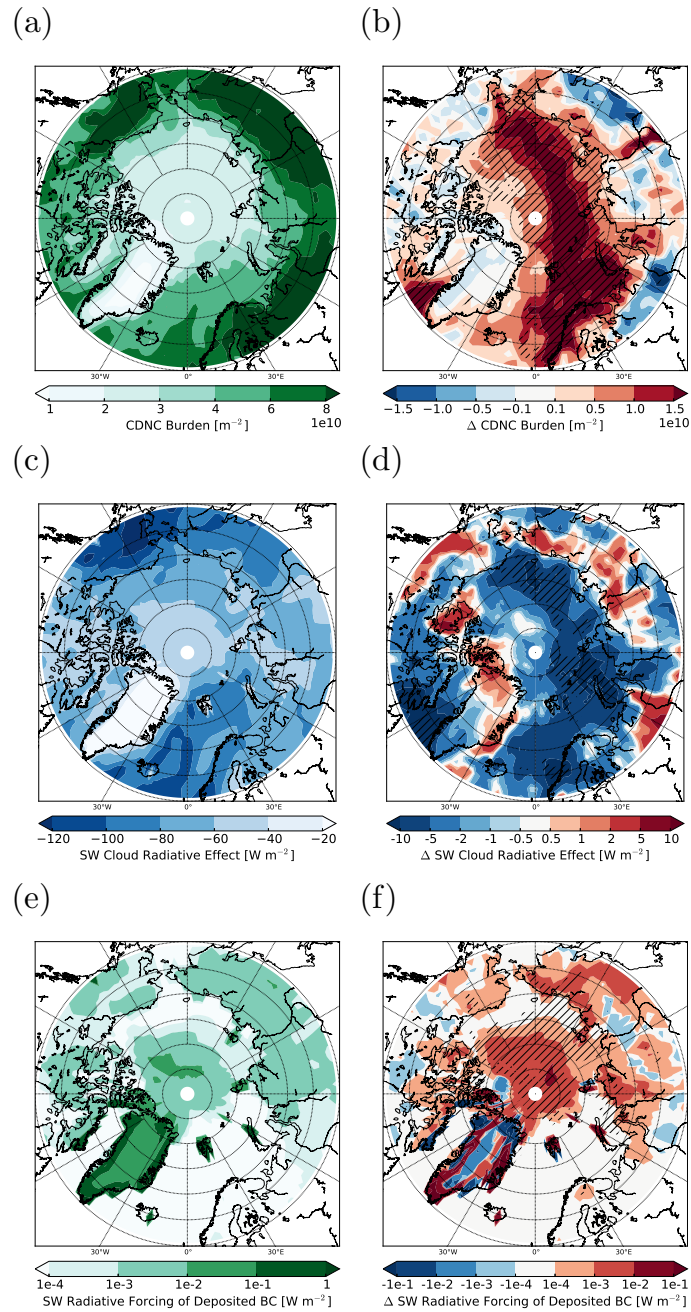 (a)
(b)
30°W 0° 30°E
30°W 0° 30°E
1 2 3 4 6 8
1e10
CDNC Burden [m⁻²]
−1.5 −1.0 −0.5 −0.1 0.1 0.5 1.0 1.5
1e10
Δ CDNC Burden [m⁻²]
(c)
(d)
30°W 0° 30°E
30°W 0° 30°E
−120 −100 −80 −60 −40 −20
SW Cloud Radiative Effect [W m⁻²]
-10 -5 -2 -1 -0.5 0.5 1 2 5 10
Δ SW Cloud Radiative Effect [W m⁻²]
(e)
(f)
30°W 0° 30°E
30°W 0° 30°E
1e-4 1e-3 1e-2 1e-1 1
SW Radiative Forcing of Deposited BC [W m⁻²]
-1e-1 -1e-2 -1e-3 -1e-4 1e-4 1e-3 1e-2 1e-1
Δ SW Radiative Forcing of Deposited BC [W m⁻²]